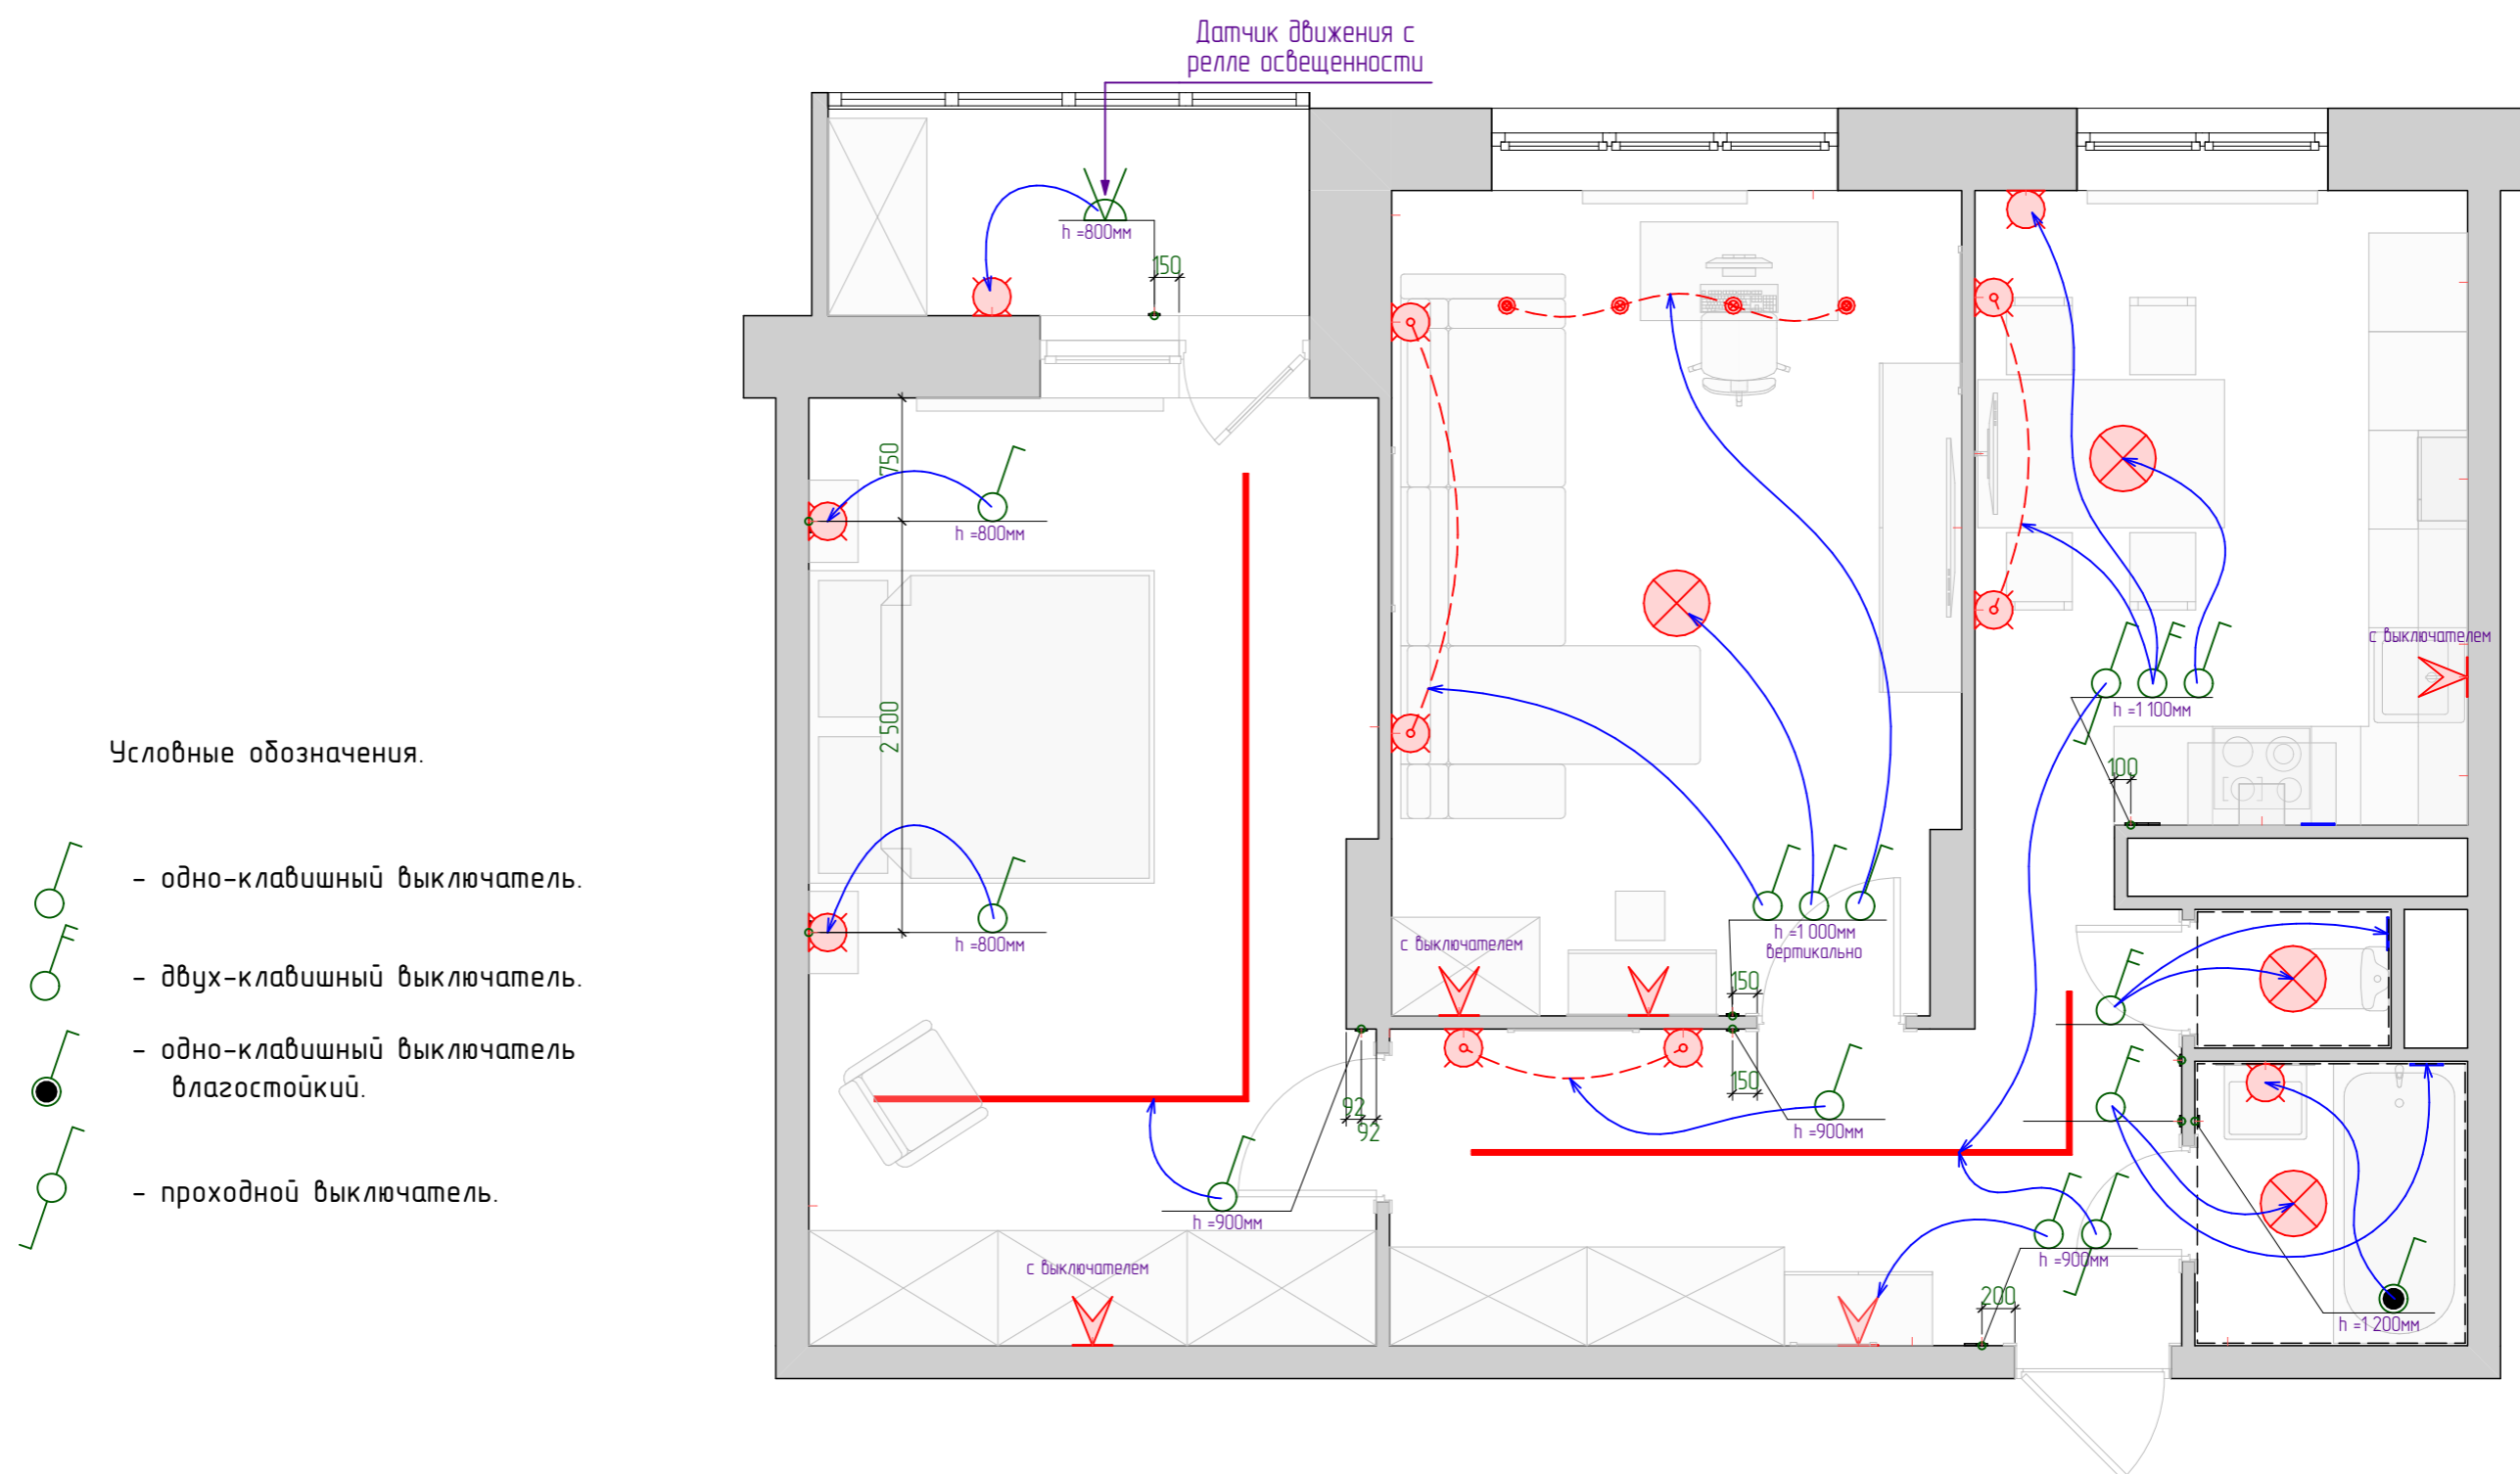 Датчик движения с
релле освещенности
h =800мм
150
750
h =800мм
2 500
h =800мм
с выключателем
h =1 100мм
100
Условные обозначения.
- одно-клавишный выключатель.
- двух-клавишный выключатель.
- одно-клавишный выключатель
влагостойкий.
- проходной выключатель.
с выключателем
h =1 000мм
вертикально
150
150
92
92
h =900мм
h =900мм
с выключателем
h =900мм
200
h =1 200мм